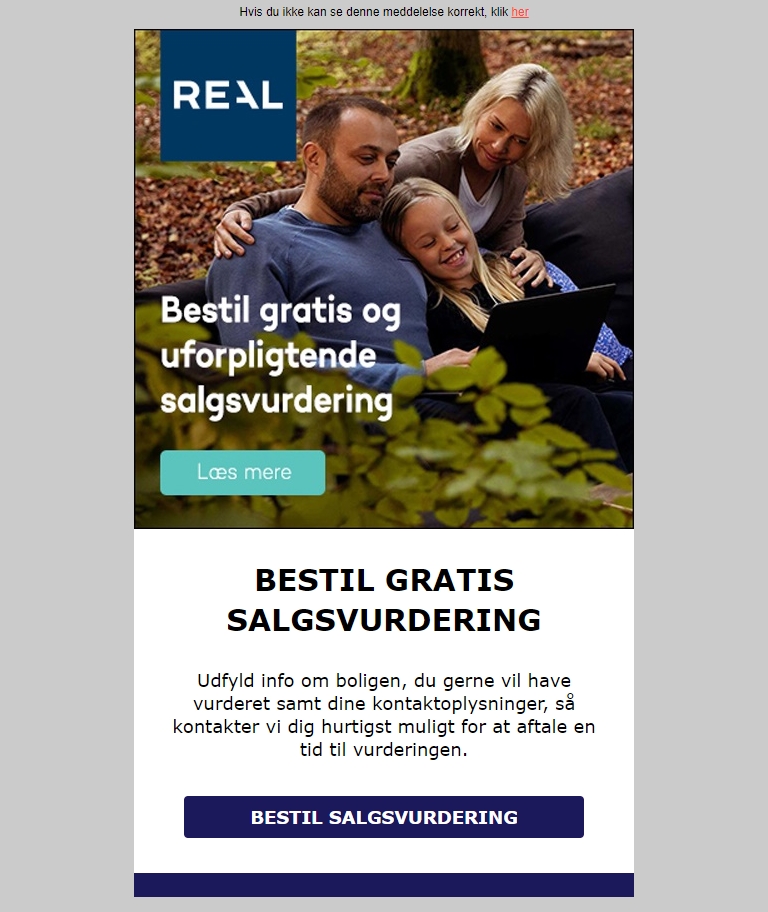 Hvis du ikke kan se denne meddelelse korrekt, klik her
REAL
Bestil gratis og
uforpligtende
salgsvurdering
Læs mere
BESTIL GRATIS
SALGSVURDERING
Udfyld info om boligen, du gerne vil have
vurderet samt dine kontaktoplysninger, så
kontakter vi dig hurtigst muligt for at aftale en
tid til vurderingen.
BESTIL SALGSVURDERING